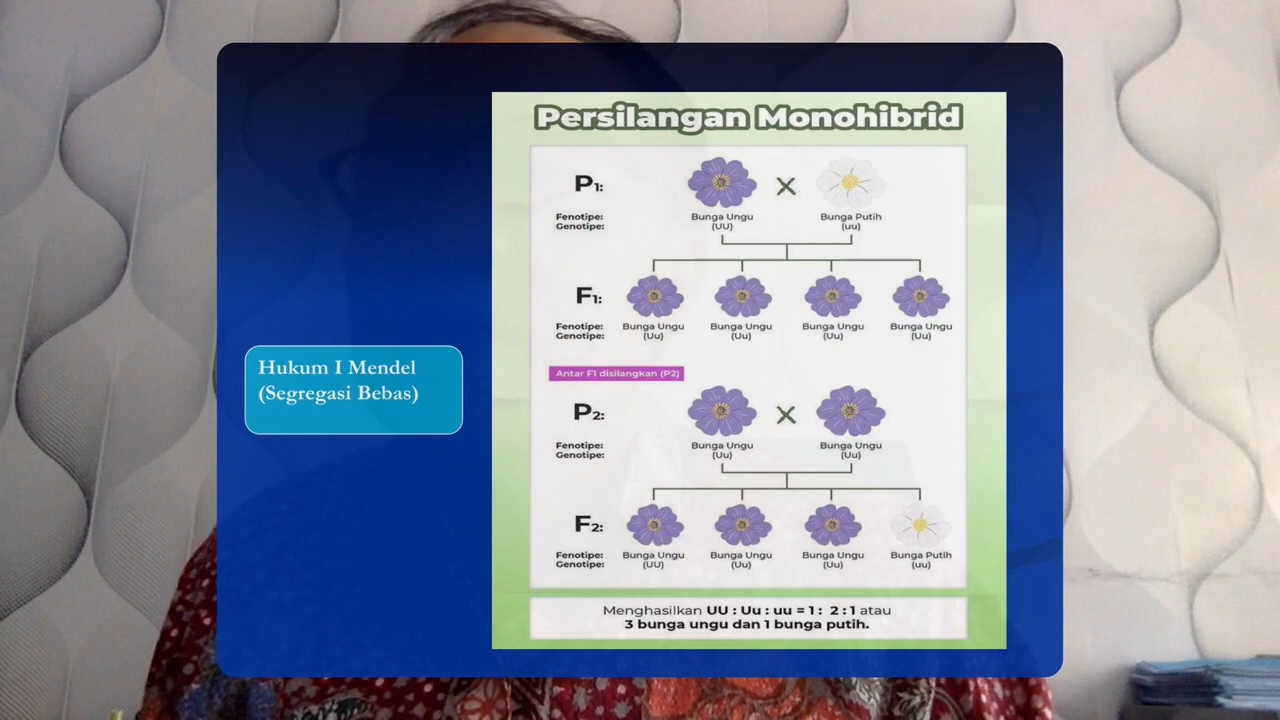 Hukum I Mendel
(Segregasi Bebas)
Persilangan Monohibrid
P1:
Fenotipe:
Genotipe:
Bunga Ungu
(UU)
Bunga Putih
(uu)
F1:
Fenotipe:
Genotipe:
Bunga Ungu
(Uu)
Bunga Ungu
(Uu)
Bunga Ungu
(Uu)
Bunga Ungu
(Uu)
Antar F1 disilangkan (P2)
P2:
Fenotipe:
Genotipe:
Bunga Ungu
(Uu)
Bunga Ungu
(Uu)
F2:
Fenotipe:
Genotipe:
Bunga Ungu
(UU)
Bunga Ungu
(Uu)
Bunga Ungu
(Uu)
Bunga Putih
(uu)
Menghasilkan UU : Uu : uu = 1 : 2 : 1 atau
3 bunga ungu dan 1 bunga putih.